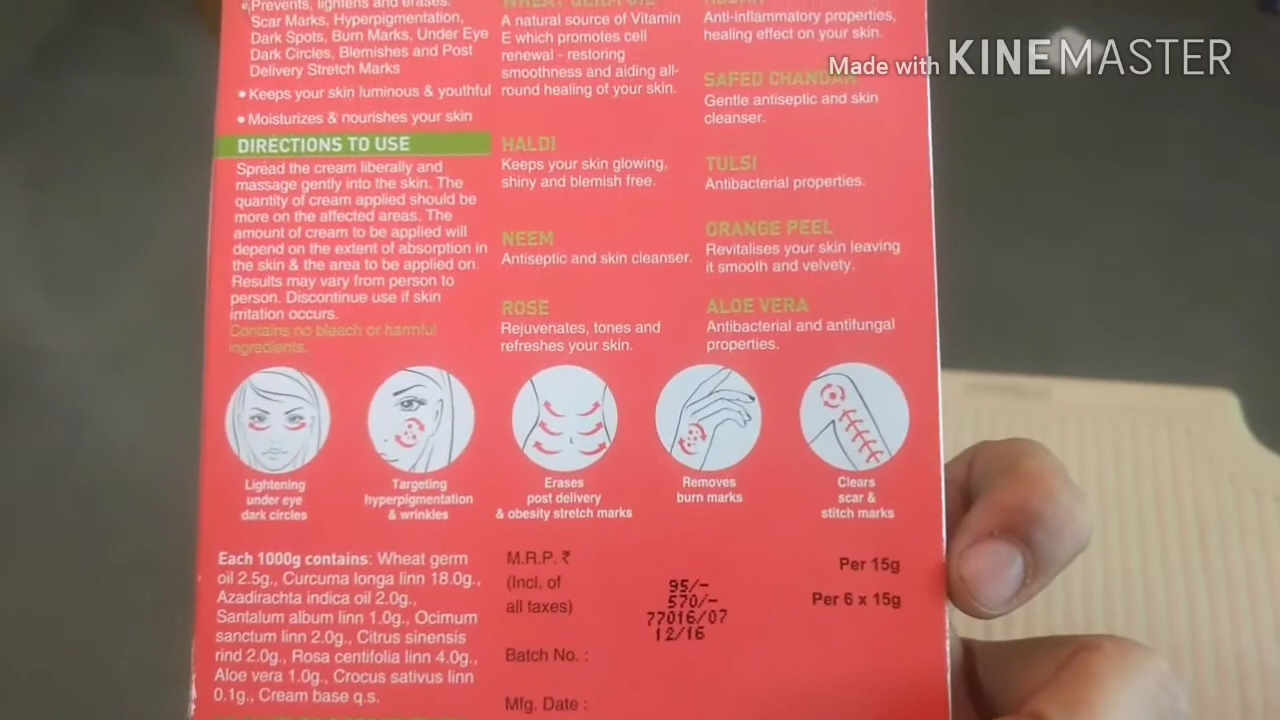 Prevents, lightens and erases:
Scar Marks, Hyperpigmentation,
Dark Spots, Burn Marks, Under Eye
Dark Circles, Blemishes and Post
Delivery Stretch Marks
• Keeps your skin luminous & youthful
• Moisturizes & nourishes your skin
DIRECTIONS TO USE
Spread the cream liberally and
massage gently into the skin. The
quantity of cream applied should be
more on the affected areas. The
amount of cream to be applied will
depend on the extent of absorption in
the skin & the area to be applied on.
Results may vary from person to
person. Discontinue use if skin
irritation occurs.
Contains no bleach or harmful
ingredients.
WHEAT GERM OIL
A natural source of Vitamin
E which promotes cell
renewal - restoring
smoothness and aiding all-
round healing of your skin.
HALDI
Keeps your skin glowing,
shiny and blemish free.
NEEM
Antiseptic and skin cleanser.
ROSE
Rejuvenates, tones and
refreshes your skin.
Anti-inflammatory properties,
healing effect on your skin.
Made with KINEMASTER
SAFED CHANDAN
Gentle antiseptic and skin
cleanser.
TULSI
Antibacterial properties.
ORANGE PEEL
Revitalises your skin leaving
it smooth and velvety.
ALOE VERA
Antibacterial and antifungal
properties.
Lightening
under eye
dark circles
Targeting
hyperpigmentation
& wrinkles
Erases
post delivery
& obesity stretch marks
Removes
burn marks
Clears
scar &
stitch marks
Each 1000g contains: Wheat germ
oil 2.5g., Curcuma longa linn 18.0g.,
Azadirachta indica oil 2.0g.,
Santalum album linn 1.0g., Ocimum
sanctum linn 2.0g., Citrus sinensis
rind 2.0g., Rosa centifolia linn 4.0g.,
Aloe vera 1.0g., Crocus sativus linn
0.1g., Cream base q.s.
M.R.P. ₹
(Incl. of
all taxes)
95/-
570/-
77016/07
12/16
Per 15g
Per 6 x 15g
Batch No. :
Mfg. Date :